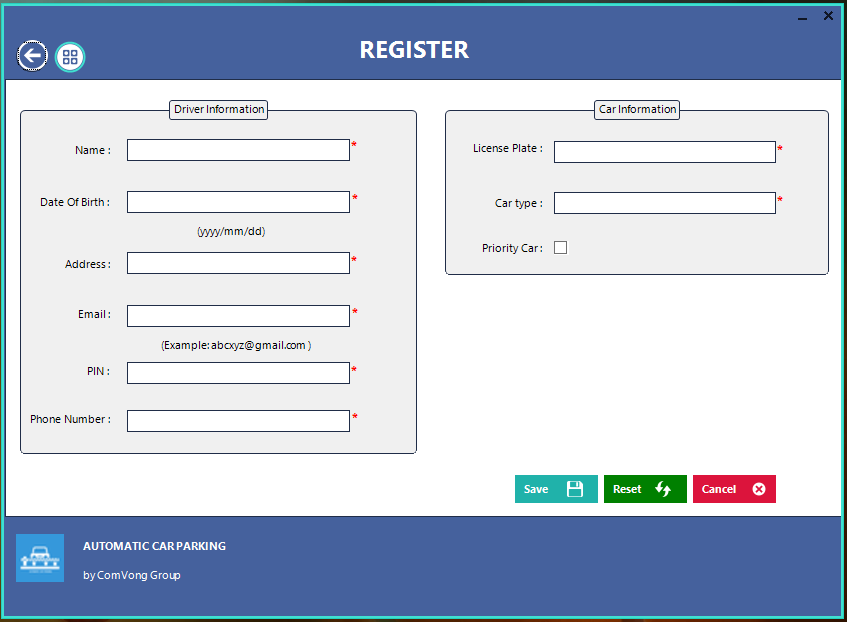 REGISTER
Driver Information
Name :
*
Date Of Birth :
*
(yyyy/mm/dd)
Address :
*
Email :
*
(Example: abcxyz@gmail.com )
PIN :
*
Phone Number :
*
Car Information
License Plate :
*
Car type :
*
Priority Car :
Save
Reset
Cancel
AUTOMATIC CAR PARKING
by ComVong Group